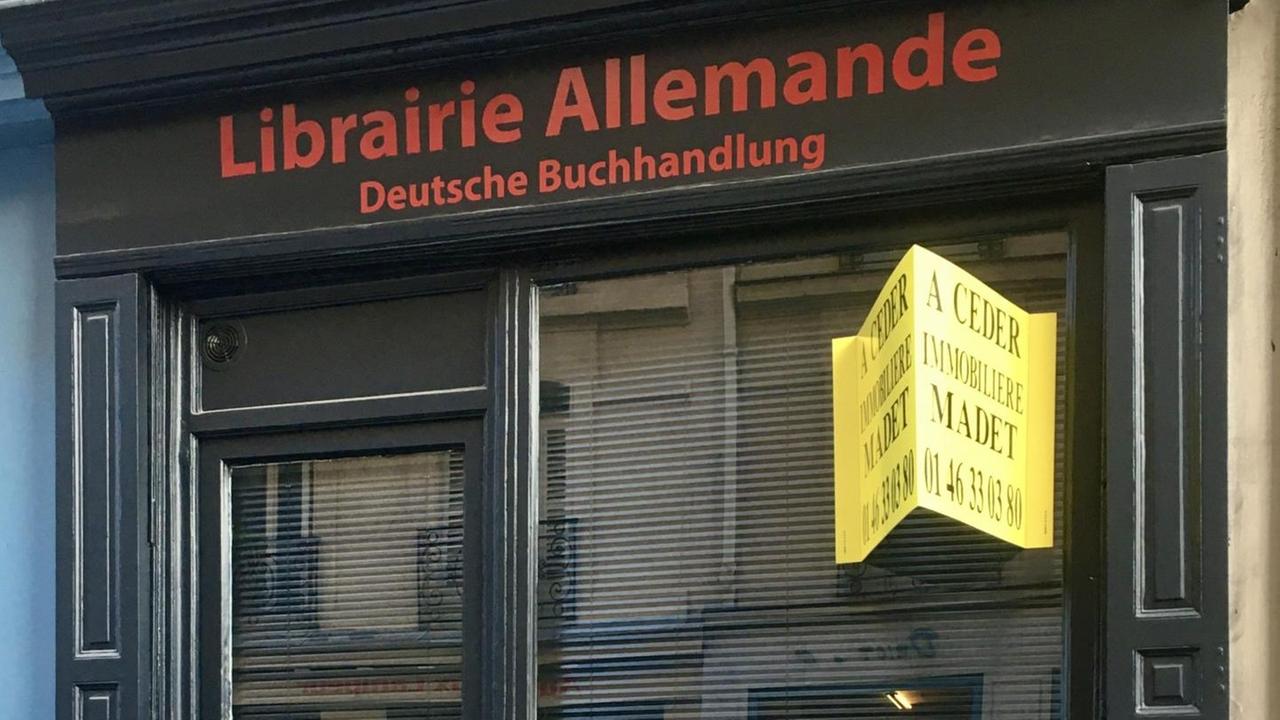 Librairie Allemande
Deutsche Buchhandlung
A CEDER
IMMOBILIERE
MADET
01 46 33 03 80
A CEDER
IMMOBILIERE
MADET
01 46 33 03 80